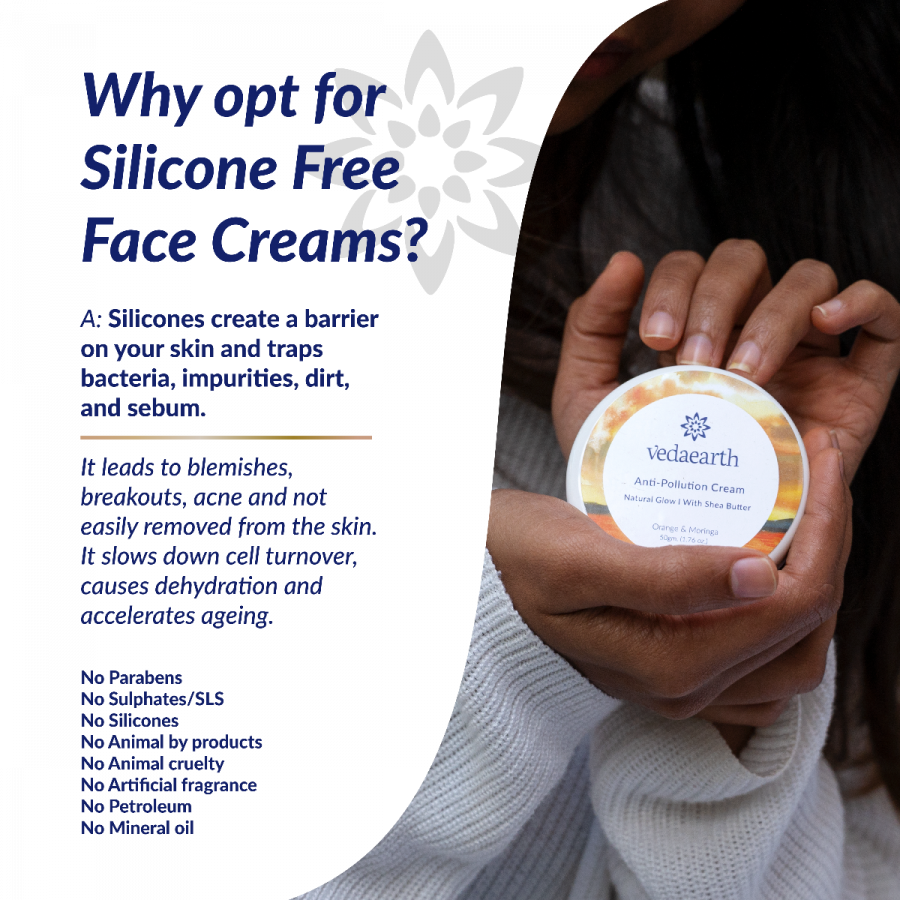 Why opt for
Silicone Free
Face Creams?
A: Silicones create a barrier
on your skin and traps
bacteria, impurities, dirt,
and sebum.
It leads to blemishes,
breakouts, acne and not
easily removed from the skin.
It slows down cell turnover,
causes dehydration and
accelerates ageing.
No Parabens
No Sulphates/SLS
No Silicones
No Animal by products
No Animal cruelty
No Artificial fragrance
No Petroleum
No Mineral oil
vedaearth
Anti-Pollution Cream
Natural Glow I With Shea Butter
Orange & Moringa
50gm. (1.76 oz.)